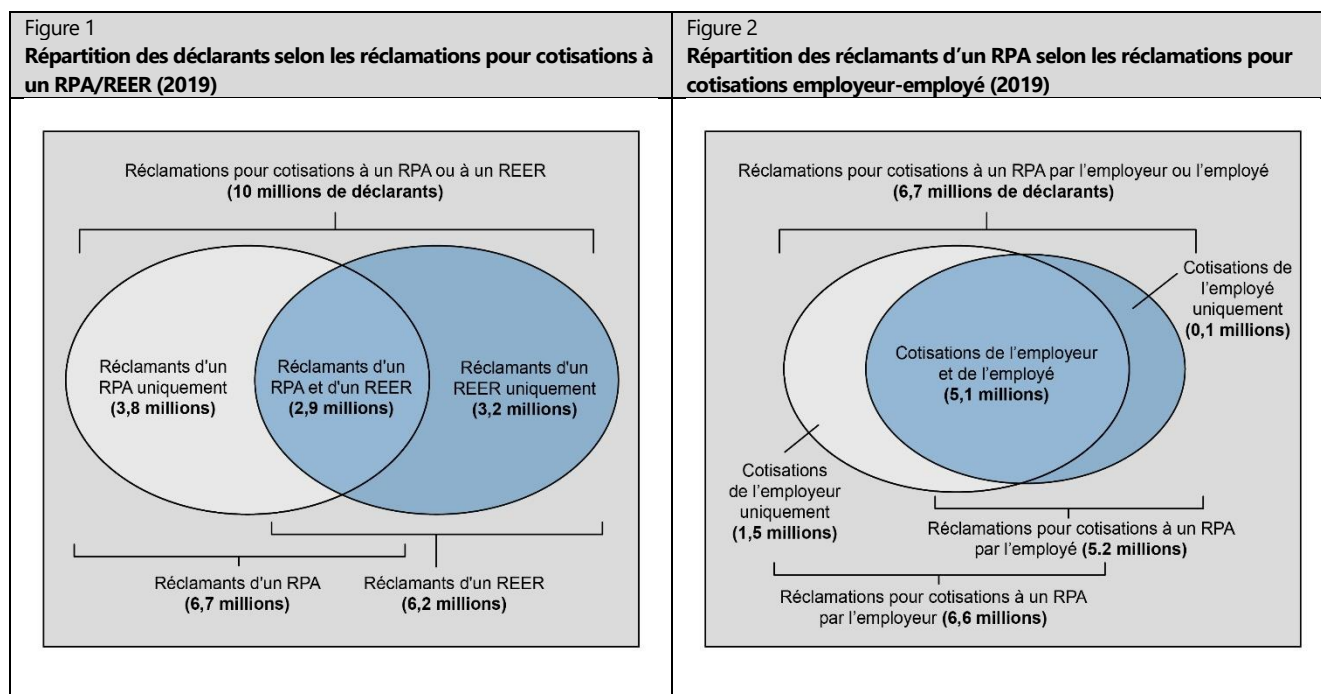 Figure 1
Répartition des déclarants selon les réclamations pour cotisations à
un RPA/REER (2019)
Réclamations pour cotisations à un RPA ou à un REER
(10 millions de déclarants)
Réclamants d'un
RPA uniquement
(3,8 millions)
Réclamants d'un
RPA et d'un REER
(2,9 millions)
Réclamants d'un
REER uniquement
(3,2 millions)
Réclamants d'un RPA
(6,7 millions)
Réclamants d'un REER
(6,2 millions)
Figure 2
Répartition des réclamants d’un RPA selon les réclamations pour
cotisations employeur-employé (2019)
Réclamations pour cotisations à un RPA par l’employeur ou l’employé
(6,7 millions de déclarants)
Cotisations de
l’employé
uniquement
(0,1 millions)
Cotisations de l’employeur
et de l’employé
(5,1 millions)
Cotisations
de l’employeur
uniquement
(1,5 millions)
Réclamations pour cotisations à un RPA
par l’employé (5.2 millions)
Réclamations pour cotisations à un RPA
par l’employeur (6,6 millions)